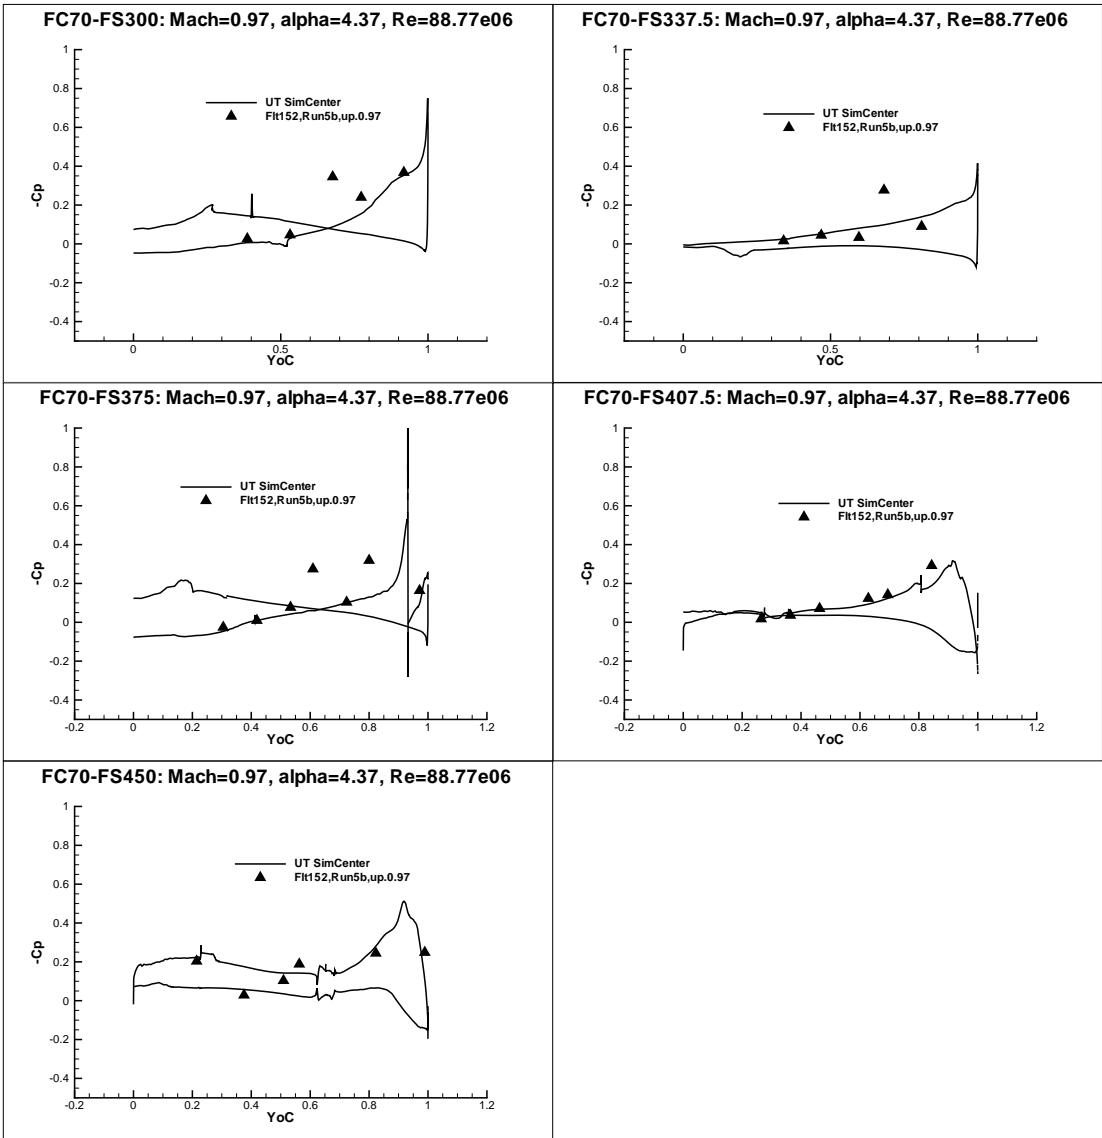 FC70-FS300: Mach=0.97, alpha=4.37, Re=88.77e06
1
0.8
0.6
0.4
0.2
0
-0.2
-0.4
-Cp
UT SimCenter
Flt152,Run5b,up.0.97
0 0.5 1
YoC
FC70-FS337.5: Mach=0.97, alpha=4.37, Re=88.77e06
1
0.8
0.6
0.4
0.2
0
-0.2
-0.4
-Cp
UT SimCenter
Flt152,Run5b,up.0.97
0 0.5 1
YoC
FC70-FS375: Mach=0.97, alpha=4.37, Re=88.77e06
1
0.8
0.6
0.4
0.2
0
-0.2
-0.4
-Cp
UT SimCenter
Flt152,Run5b,up.0.97
-0.2 0 0.2 0.4 0.6 0.8 1 1.2
YoC
FC70-FS407.5: Mach=0.97, alpha=4.37, Re=88.77e06
1
0.8
0.6
0.4
0.2
0
-0.2
-0.4
-Cp
UT SimCenter
Flt152,Run5b,up.0.97
-0.2 0 0.2 0.4 0.6 0.8 1 1.2
YoC
FC70-FS450: Mach=0.97, alpha=4.37, Re=88.77e06
1
0.8
0.6
0.4
0.2
0
-0.2
-0.4
-Cp
UT SimCenter
Flt152,Run5b,up.0.97
-0.2 0 0.2 0.4 0.6 0.8 1 1.2
YoC